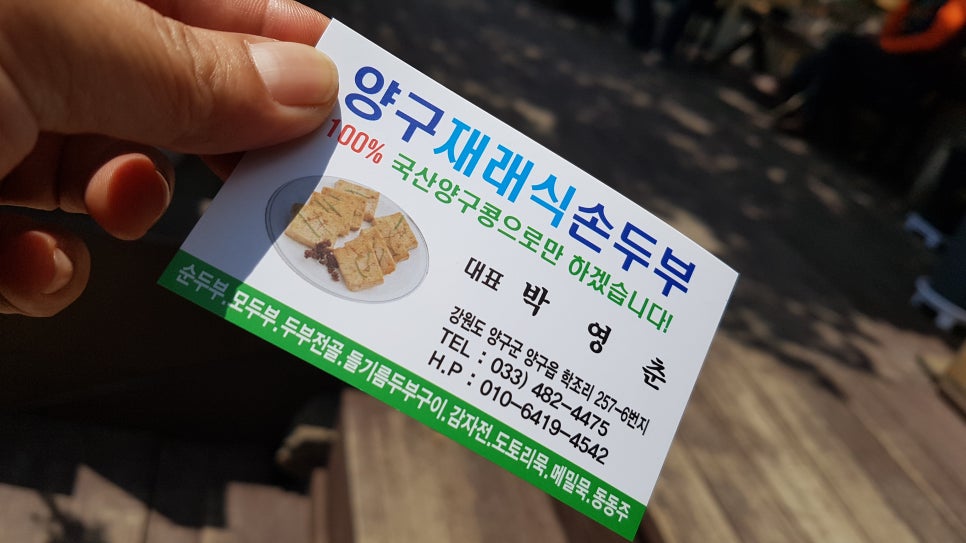 양구재래식손두부
100% 국산양구콩으로만 하겠습니다!
대표 박 영 춘
강원도 양구군 양구읍 학조리 257-6번지
TEL : 033) 482-4475
H.P : 010-6419-4542
순두부. 모두부. 두부전골. 들기름두부구이. 감자전. 도토리묵. 메밀묵. 동동주